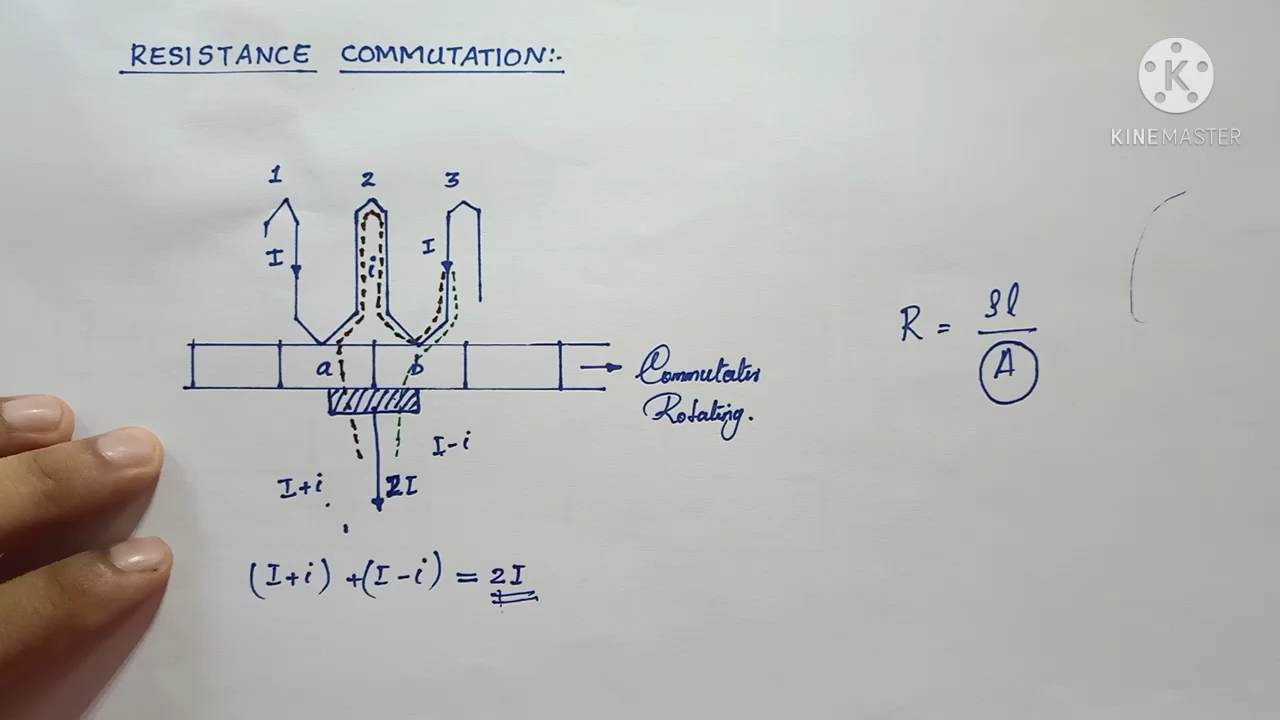 RESISTANCE COMMUTATION:-
K
KINEMASTER
1 2 3
I i I
a b
Commutator
Rotating.
I-i
I+i 2I
(I+i) + (I-i) = 2I
R = ρl
A